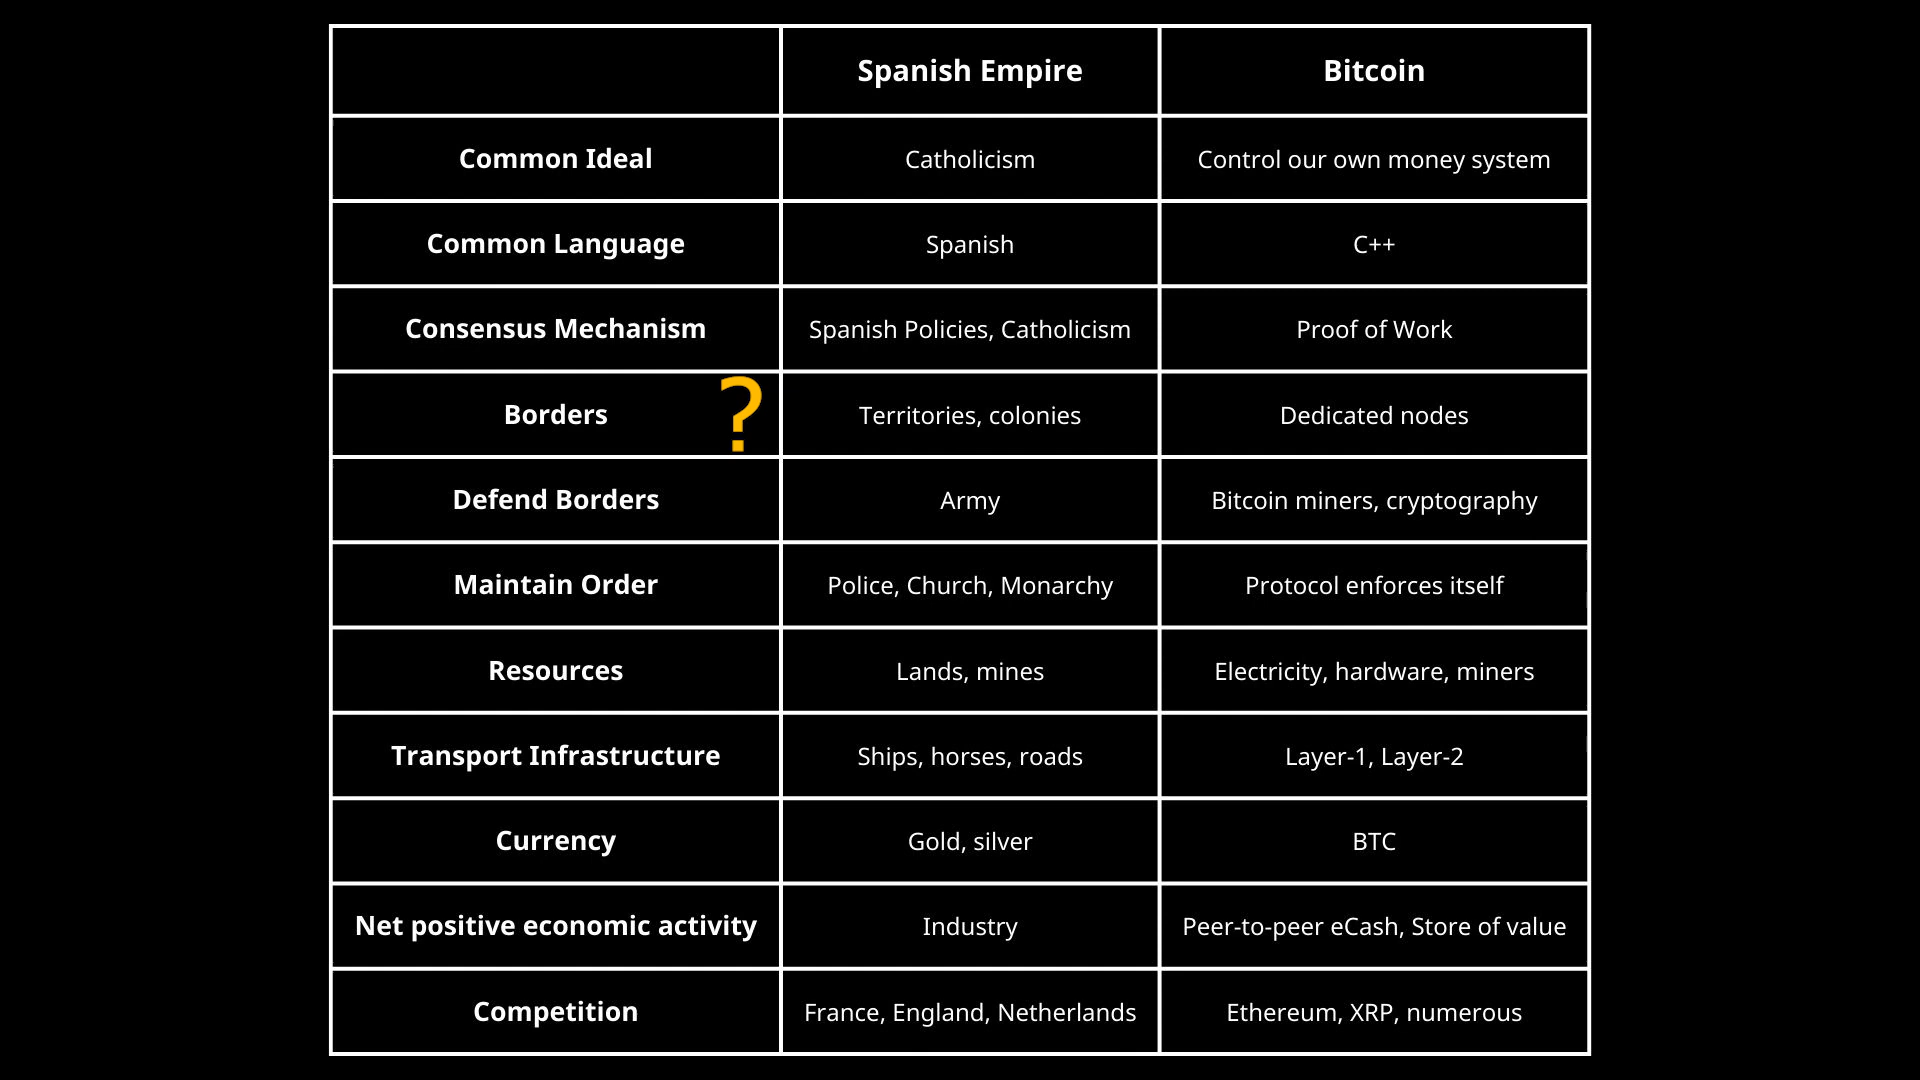 Spanish Empire Bitcoin
Common Ideal Catholicism Control our own money system
Common Language Spanish C++
Consensus Mechanism Spanish Policies, Catholicism Proof of Work
Borders ? Territories, colonies Dedicated nodes
Defend Borders Army Bitcoin miners, cryptography
Maintain Order Police, Church, Monarchy Protocol enforces itself
Resources Lands, mines Electricity, hardware, miners
Transport Infrastructure Ships, horses, roads Layer-1, Layer-2
Currency Gold, silver BTC
Net positive economic activity Industry Peer-to-peer eCash, Store of value
Competition France, England, Netherlands Ethereum, XRP, numerous